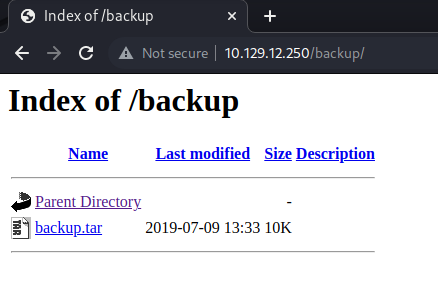 Index of /backup
Not secure 10.129.12.250/backup/
Index of /backup
Name Last modified Size Description
Parent Directory -
backup.tar 2019-07-09 13:33 10K